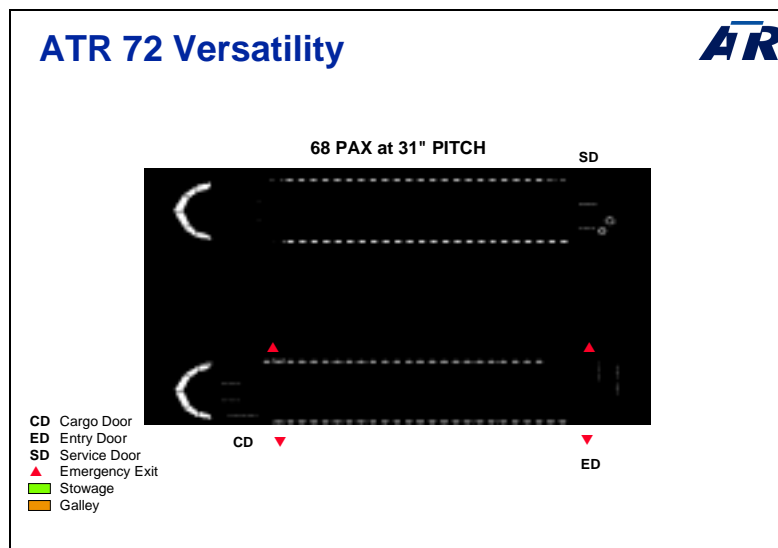 ATR 72 Versatility
ATR
68 PAX at 31" PITCH
SD
CD Cargo Door
ED Entry Door
SD Service Door
Emergency Exit
Stowage
Galley
CD
ED